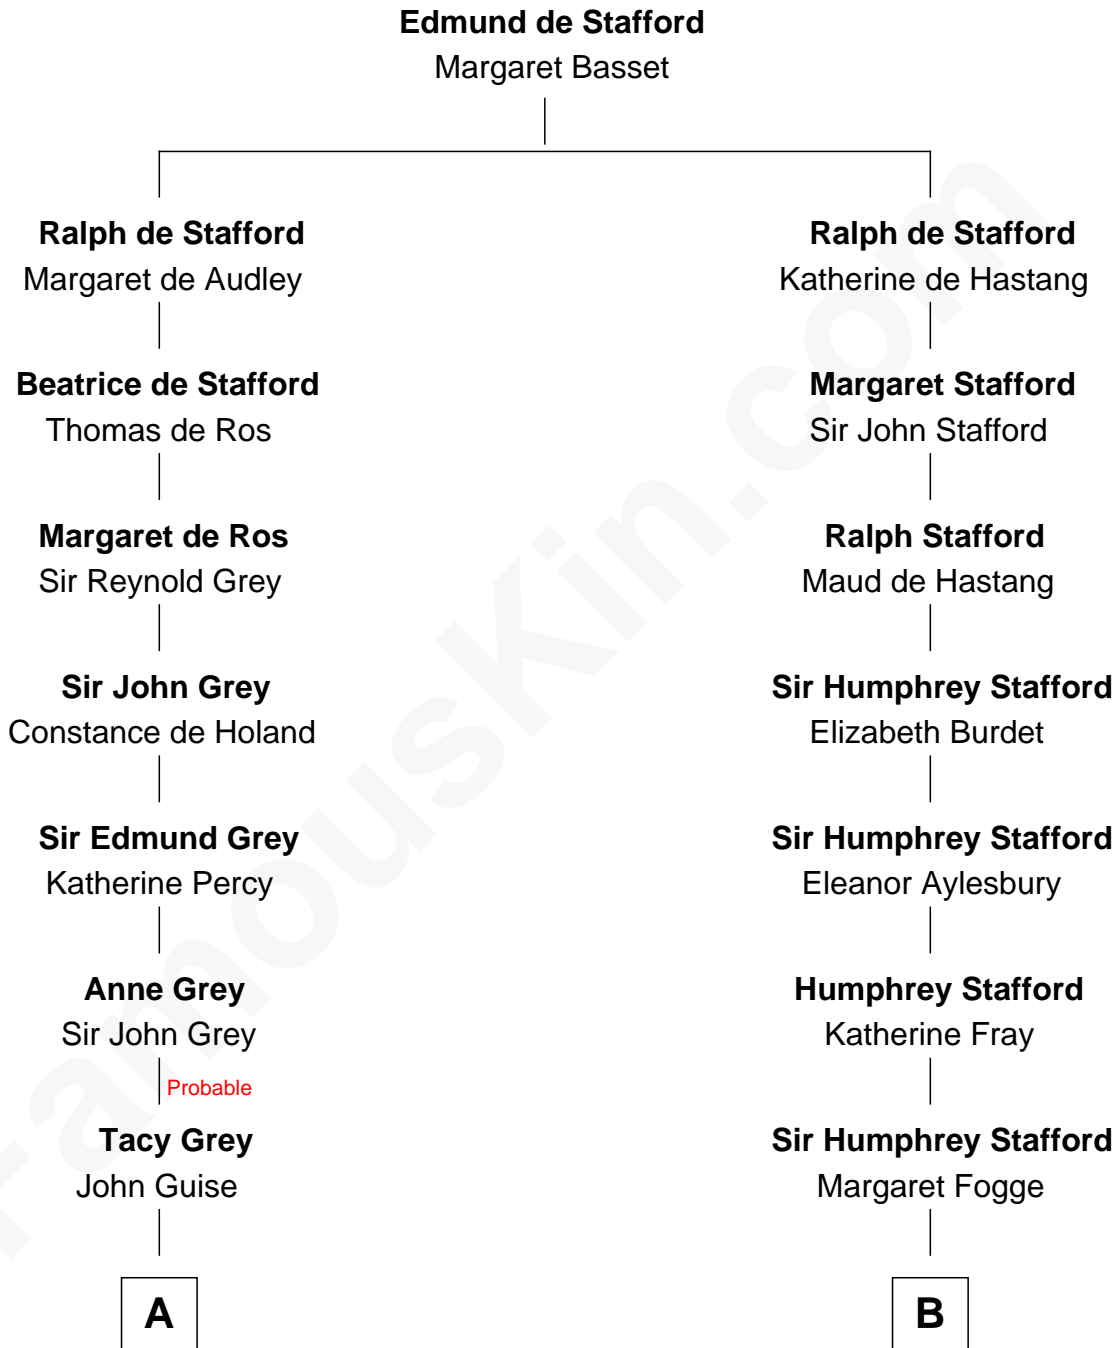 Edmund de Stafford
Margaret Basset
Ralph de Stafford
Margaret de Audley
Ralph de Stafford
Katherine de Hastang
Beatrice de Stafford
Thomas de Ros
Margaret Stafford
Sir John Stafford
Margaret de Ros
Sir Reynold Grey
Ralph Stafford
Maud de Hastang
Sir John Grey
Constance de Holand
Sir Humphrey Stafford
Elizabeth Burdet
Sir Edmund Grey
Katherine Percy
Sir Humphrey Stafford
Eleanor Aylesbury
Anne Grey
Sir John Grey
Humphrey Stafford
Katherine Fray
Probable
Tacy Grey
John Guise
Sir Humphrey Stafford
Margaret Fogge
A
B
FamousKin.com